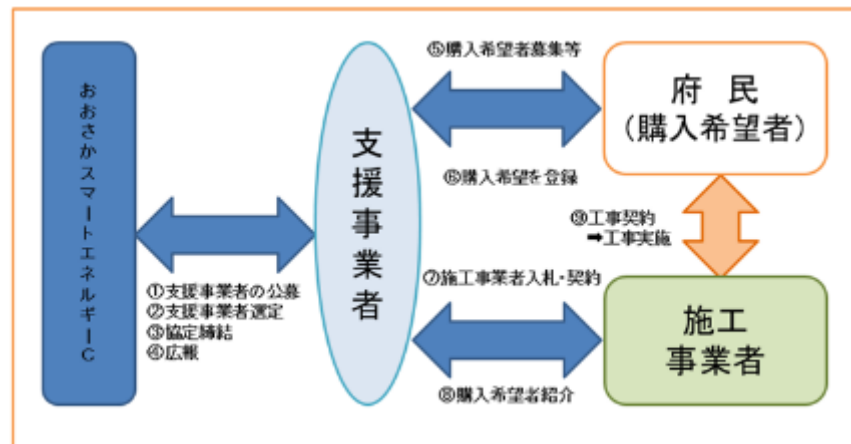 おおさかスマートエネルギーC
①支援事業者の公募
②支援事業者選定
③協定締結
④広報
支援事業者
⑤購入希望者募集等
⑥購入希望を登録
府 民
（購入希望者）
⑨工事契約
➡工事実施
⑦施工事業者入札・契約
⑧購入希望者紹介
施工
事業者